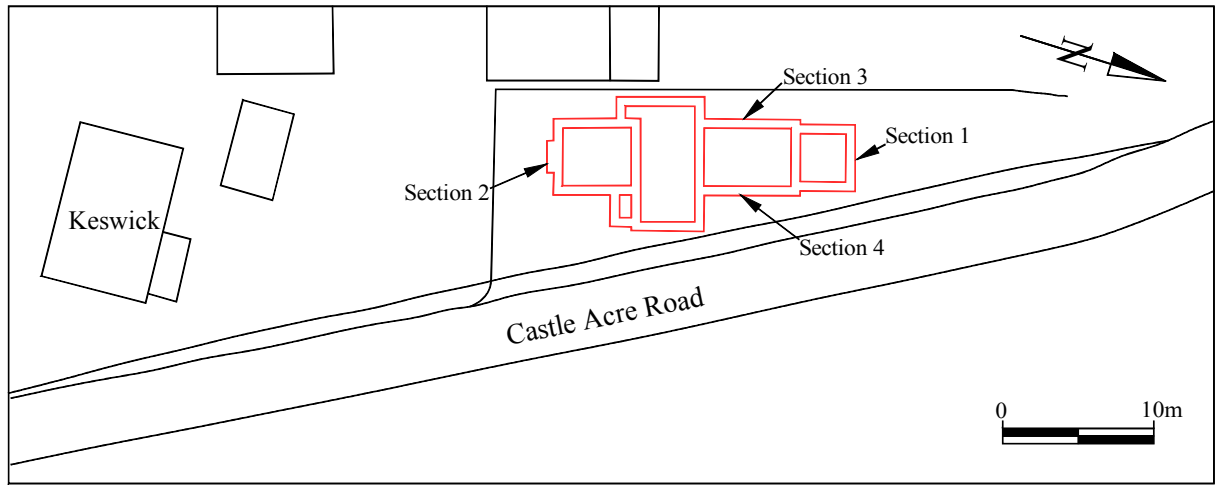 N
Section 3
Section 1
Section 2
Keswick
Section 4
Castle Acre Road
0 10m